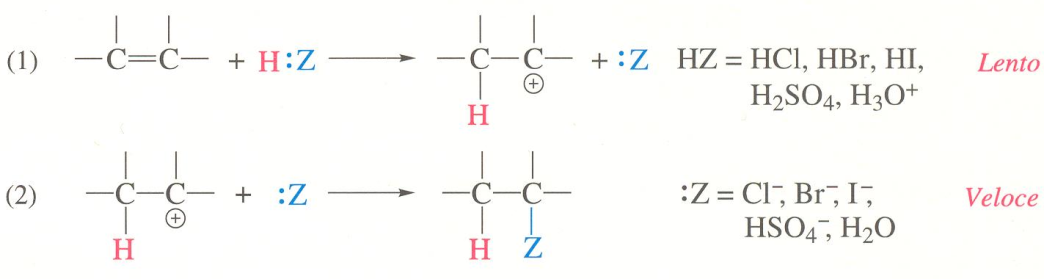 (1) —C=C— + H:Z ⟶ —C—C— + :Z HZ = HCl, HBr, HI, Lento
⊕
H
H₂SO₄, H₃O⁺
(2) —C—C— + :Z ⟶ —C—C— :Z = Cl⁻, Br⁻, I⁻, Veloce
⊕
H H Z
HSO₄⁻, H₂O